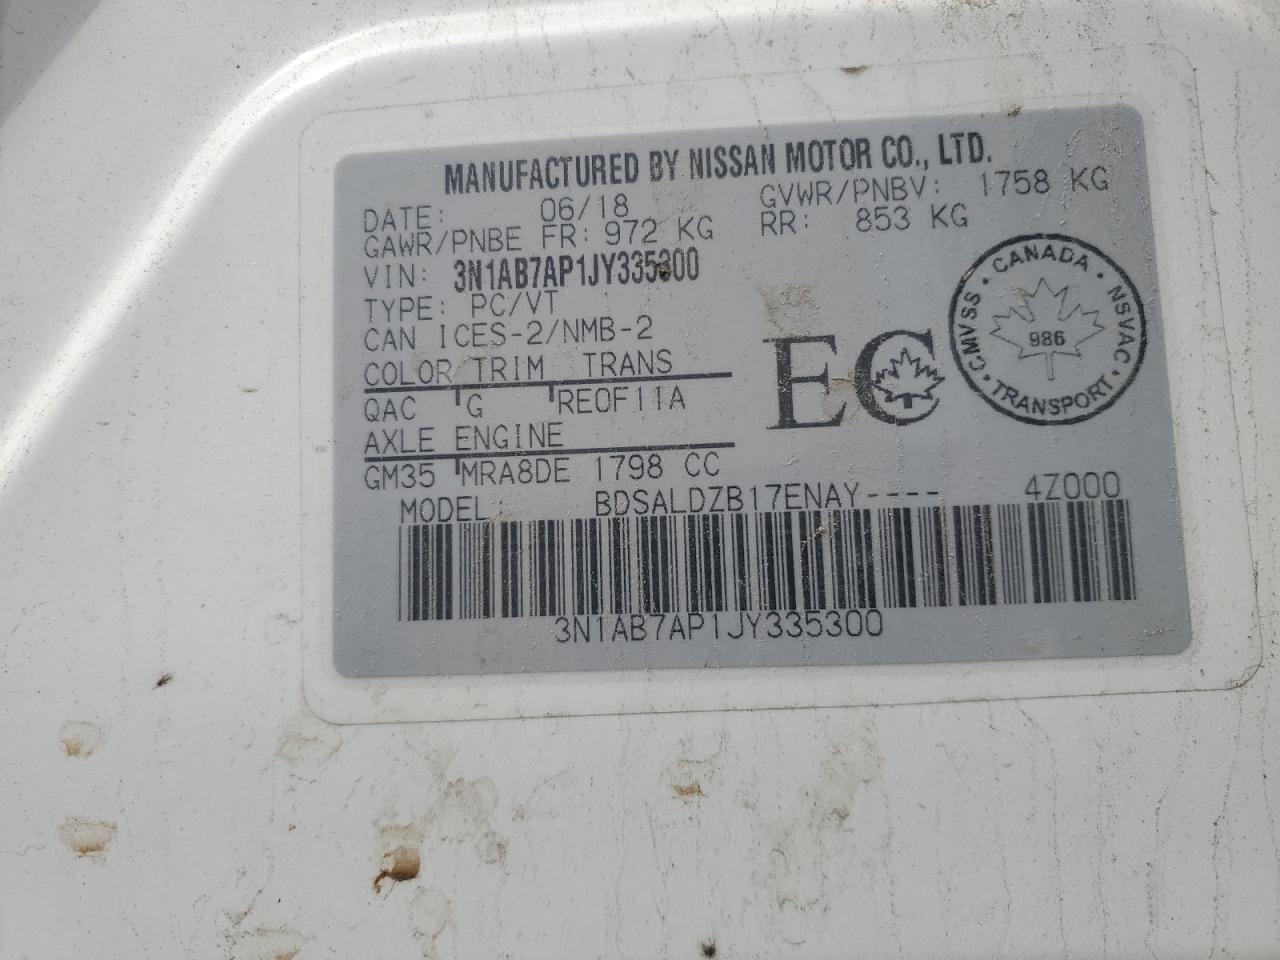 MANUFACTURED BY NISSAN MOTOR CO., LTD.
DATE: 06/18 GVWR/PNBV: 1758 KG
GAWR/PNBE FR: 972 KG RR: 853 KG
VIN: 3N1AB7AP1JY335300
TYPE: PC/VT
CAN ICES-2/NMB-2
COLOR TRIM TRANS
QAC G RE0F11A
AXLE ENGINE
GM35 MRA8DE 1798 CC
EC
CANADA · NSVAC · TRANSPORT · CMVSS ·
986
MODEL: BDSALDZB17ENAY---- 4Z000
3N1AB7AP1JY335300